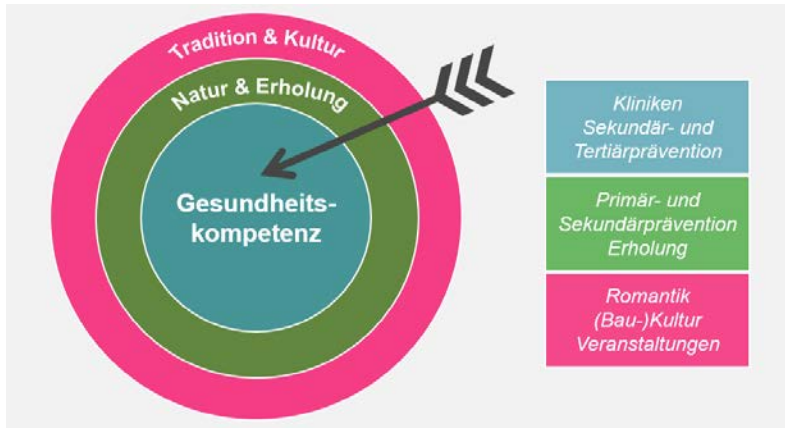 Tradition & Kultur
Natur & Erholung
Gesundheits-
kompetenz
Kliniken
Sekundär- und
Tertiärprävention
Primär- und
Sekundärprävention
Erholung
Romantik
(Bau-)Kultur
Veranstaltungen